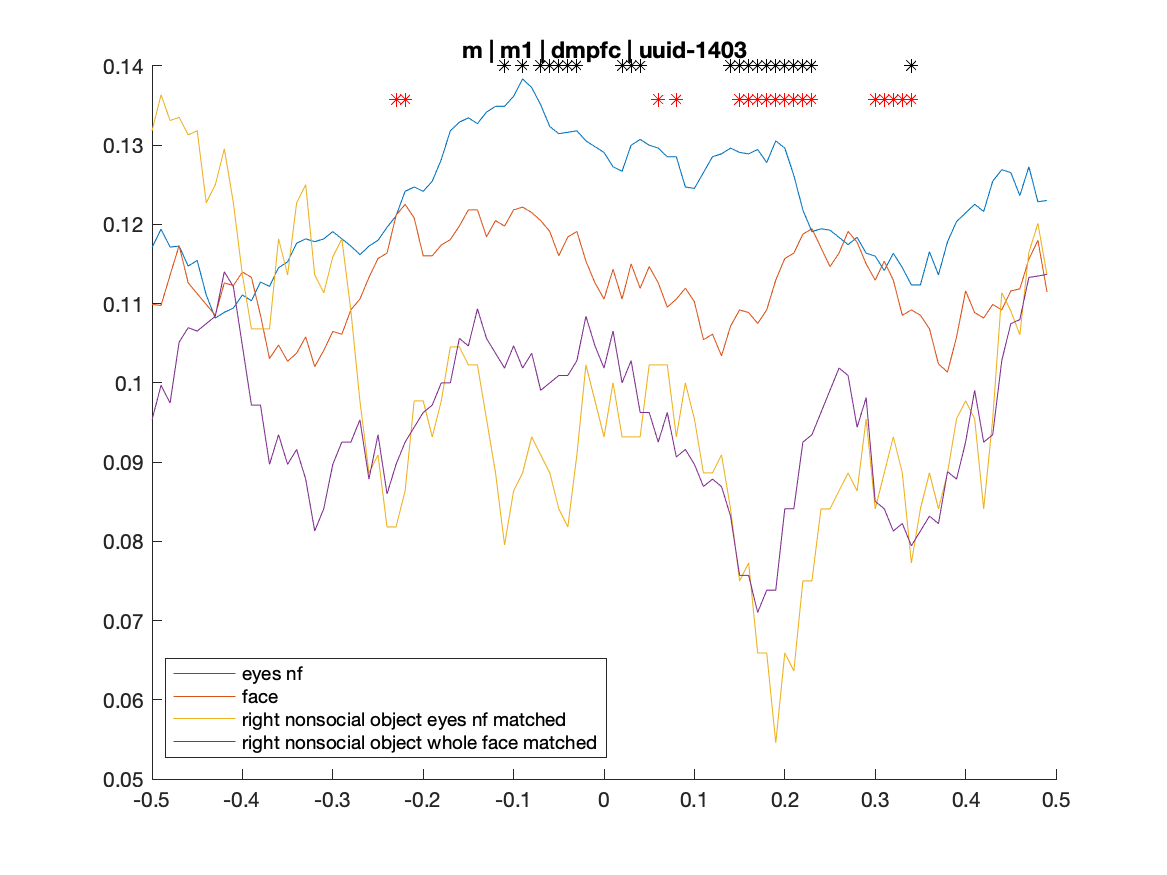 m | m1 | dmpfc | uuid-1403
0.14
0.13
0.12
0.11
0.1
0.09
0.08
0.07
0.06
0.05
eyes nf
face
right nonsocial object eyes nf matched
right nonsocial object whole face matched
-0.5 -0.4 -0.3 -0.2 -0.1 0 0.1 0.2 0.3 0.4 0.5